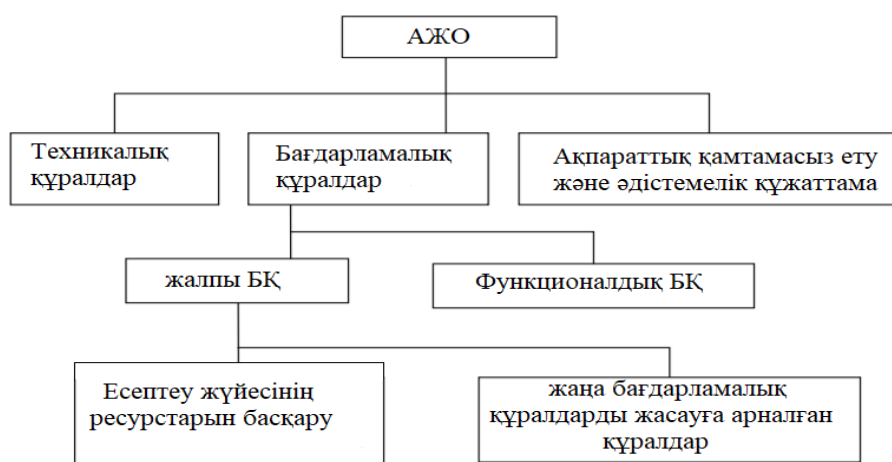 АЖО
Техникалық
құралдар
Бағдарламалық
құралдар
Ақпараттық қамтамасыз ету
және әдістемелік құжаттама
жалпы БҚ
Функционалдық БҚ
Есептеу жүйесінің
ресурстарын басқару
жаңа бағдарламалық
құралдарды жасауға арналған
құралдар